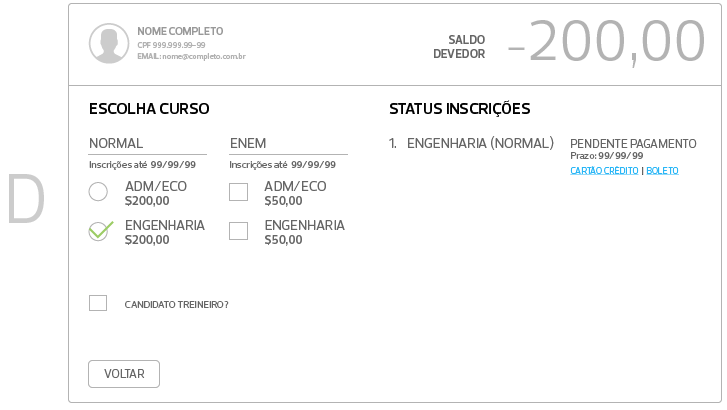 D
NOME COMPLETO
CPF 999.999.99-99
EMAIL: nome@completo.com.br
SALDO
DEVEDOR
-200,00
ESCOLHA CURSO
NORMAL
Inscrições até 99/99/99
ADM/ECO
$200,00
ENGENHARIA
$200,00
ENEM
Inscrições até 99/99/99
ADM/ECO
$50,00
ENGENHARIA
$50,00
CANDIDATO TREINEIRO?
VOLTAR
STATUS INSCRIÇÕES
1. ENGENHARIA (NORMAL)
PENDENTE PAGAMENTO
Prazo: 99/99/99
CARTÃO CRÉDITO | BOLETO